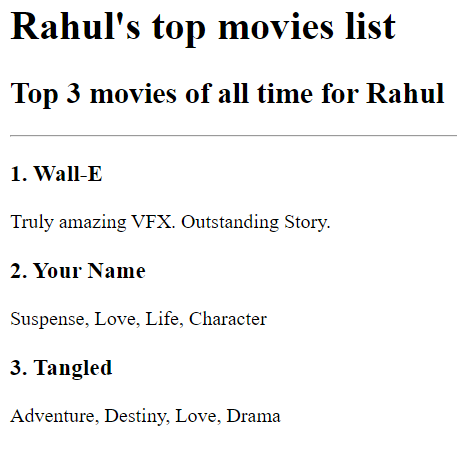 Rahul's top movies list
Top 3 movies of all time for Rahul
1. Wall-E
Truly amazing VFX. Outstanding Story.
2. Your Name
Suspense, Love, Life, Character
3. Tangled
Adventure, Destiny, Love, Drama